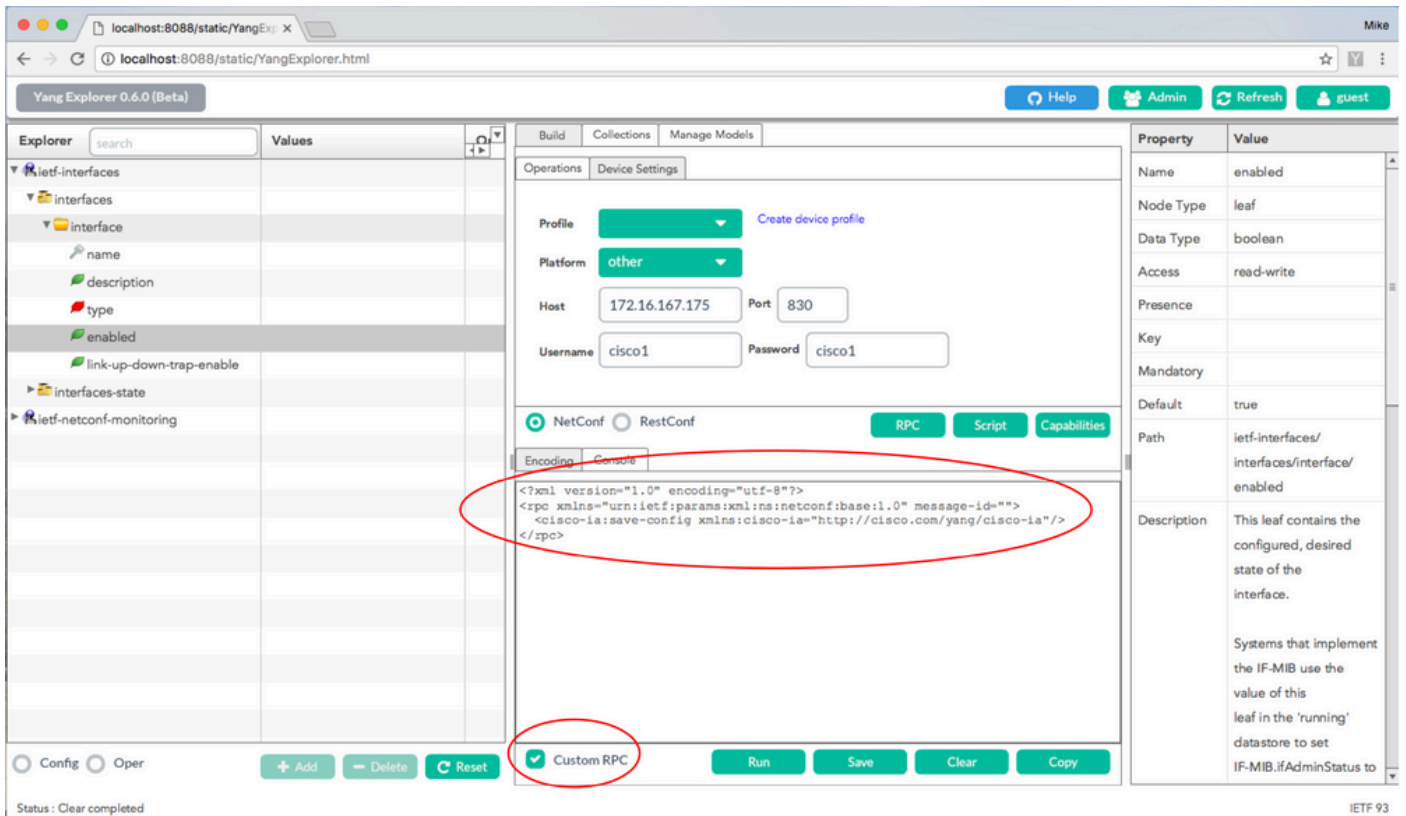 localhost:8088/static/YangExp
Mike
localhost:8088/static/YangExplorer.html
Yang Explorer 0.6.0 (Beta)
Help
Admin
Refresh
guest
Explorer
search
Values
ietf-interfaces
interfaces
interface
name
description
type
enabled
link-up-down-trap-enable
interfaces-state
ietf-netconf-monitoring
Config
Oper
Add
Delete
Reset
Build
Collections
Manage Models
Operations
Device Settings
Profile
Create device profile
Platform
other
Host
172.16.167.175
Port
830
Username
cisco1
Password
cisco1
NetConf
RestConf
RPC
Script
Capabilities
Encoding
Console
<?xml version="1.0" encoding="utf-8"?>
<rpc xmlns="urn:ietf:params:xml:ns:netconf:base:1.0" message-id="">
<cisco-ia:save-config xmlns:cisco-ia="http://cisco.com/yang/cisco-ia"/>
</rpc>
Custom RPC
Run
Save
Clear
Copy
Property
Value
Name
enabled
Node Type
leaf
Data Type
boolean
Access
read-write
Presence
Key
Mandatory
Default
true
Path
ietf-interfaces/
interfaces/interface/
enabled
Description
This leaf contains the
configured, desired
state of the
interface.
Systems that implement
the IF-MIB use the
value of this
leaf in the 'running'
datastore to set
IF-MIB.ifAdminStatus to
Status : Clear completed
IETF 93